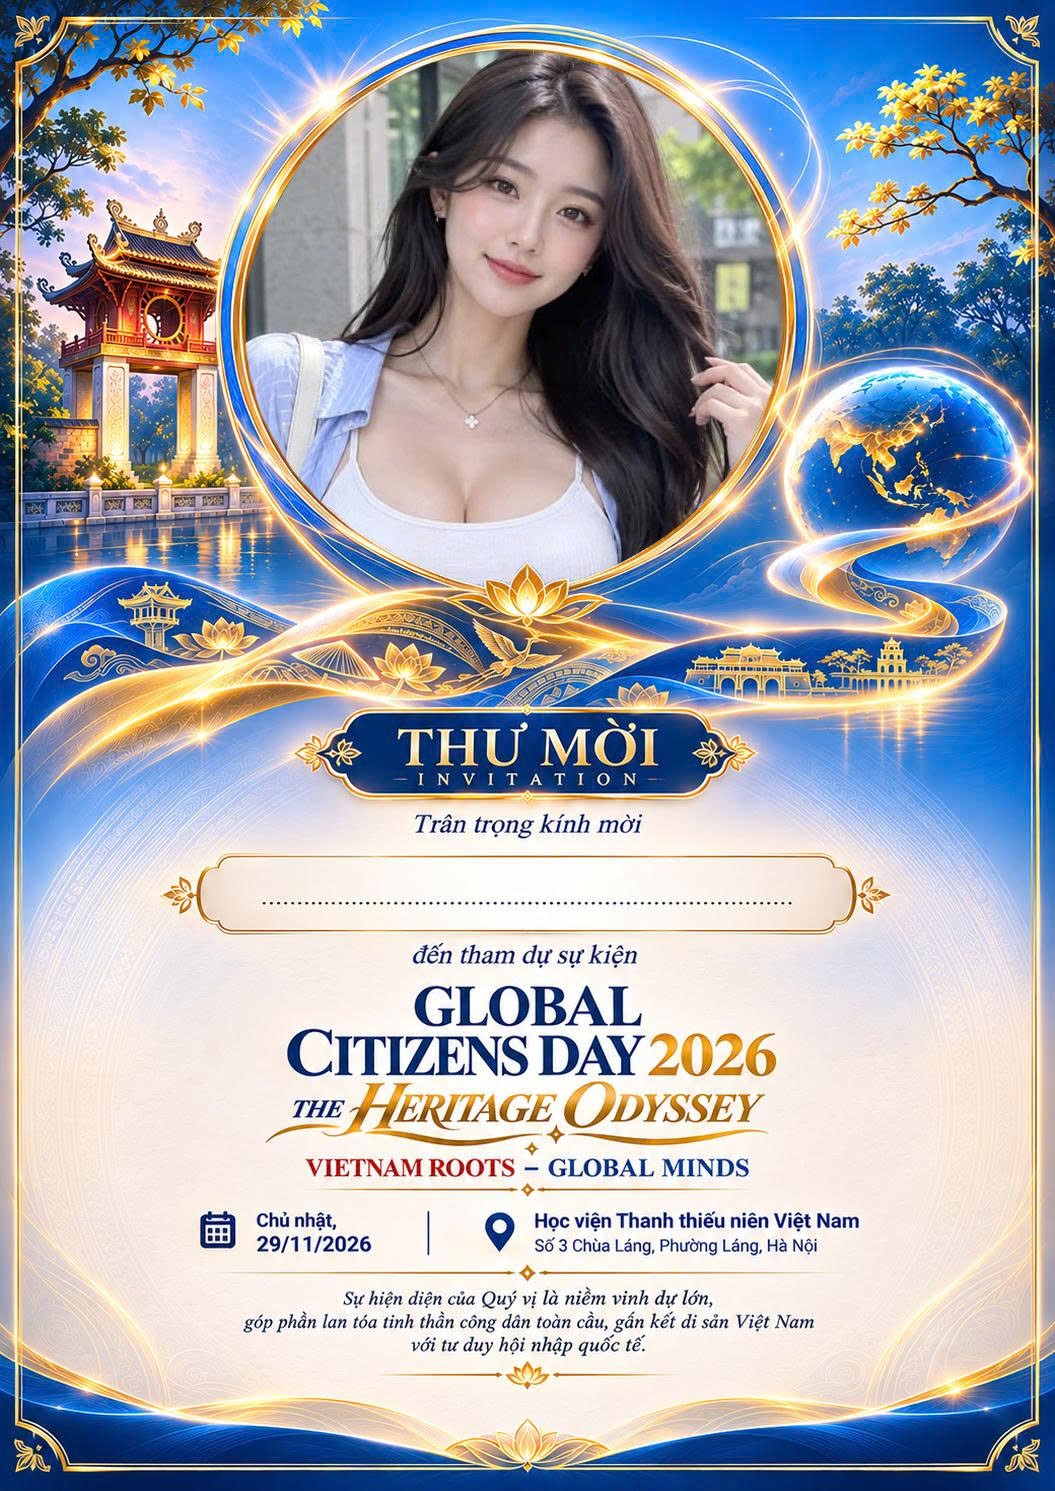 THƯ MỜI
INVITATION
Trân trọng kính mời
................................................................................
đến tham dự sự kiện
GLOBAL
CITIZENS DAY 2026
THE HERITAGE ODYSSEY
VIETNAM ROOTS – GLOBAL MINDS
Chủ nhật,
29/11/2026
Học viện Thanh thiếu niên Việt Nam
Số 3 Chùa Láng, Phường Láng, Hà Nội
Sự hiện diện của Quý vị là niềm vinh dự lớn,
góp phần lan tỏa tinh thần công dân toàn cầu, gắn kết di sản Việt Nam
với tư duy hội nhập quốc tế.